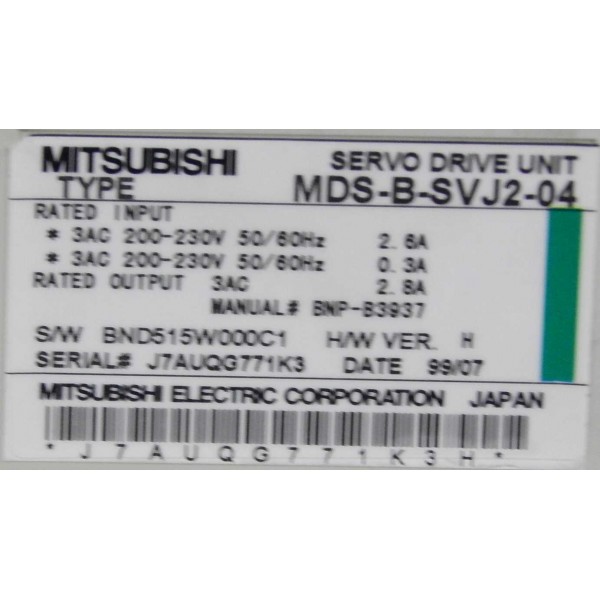 MITSUBISHI SERVO DRIVE UNIT
TYPE MDS-B-SVJ2-04
RATED INPUT
* 3AC 200-230V 50/60Hz 2.6A
* 3AC 200-230V 50/60Hz 0.3A
RATED OUTPUT 3AC 2.8A
MANUAL# BNP-B3937
S/W BND515W000C1 H/W VER. H
SERIAL# J7AUQG771K3 DATE 99/07
MITSUBISHI ELECTRIC CORPORATION JAPAN
* J 7 A U Q G 7 7 1 K 3 H *